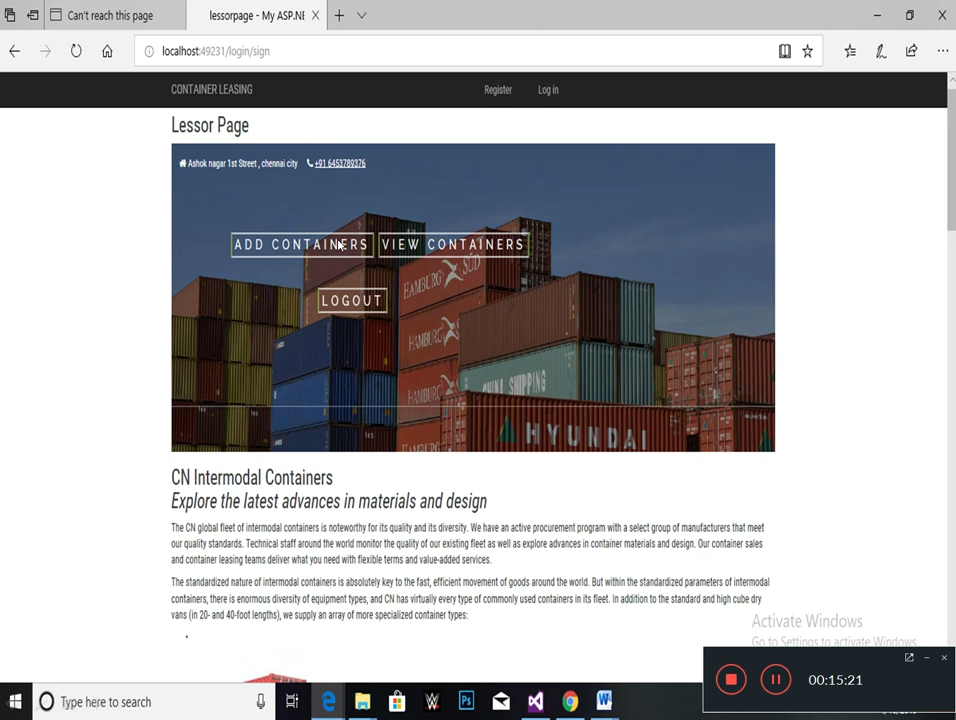 Can't reach this page
lessorpage - My ASP.NE
localhost:49231/login/sign
CONTAINER LEASING
Register
Log in
Lessor Page
Ashok nagar 1st Street , chennai city
+91 6453789376
ADD CONTAINERS
VIEW CONTAINERS
LOGOUT
HAMBURG SÜD
HAMBURG
HAMBURG
CHINA SHIPPING
HAMBURG
HYUNDAI
tex
tex
CN Intermodal Containers
Explore the latest advances in materials and design
The CN global fleet of intermodal containers is noteworthy for its quality and its diversity. We have an active procurement program with a select group of manufacturers that meet
our quality standards. Technical staff around the world monitor the quality of our existing fleet as well as explore advances in container materials and design. Our container sales
and container leasing teams deliver what you need with flexible terms and value-added services.
The standardized nature of intermodal containers is absolutely key to the fast, efficient movement of goods around the world. But within the standardized parameters of intermodal
containers, there is enormous diversity of equipment types, and CN has virtually every type of commonly used containers in its fleet. In addition to the standard and high cube dry
vans (in 20- and 40-foot lengths), we supply an array of more specialized container types:
Activate Windows
Go to Settings to activate Windows.
00:15:21
Type here to search
W
Ps
W